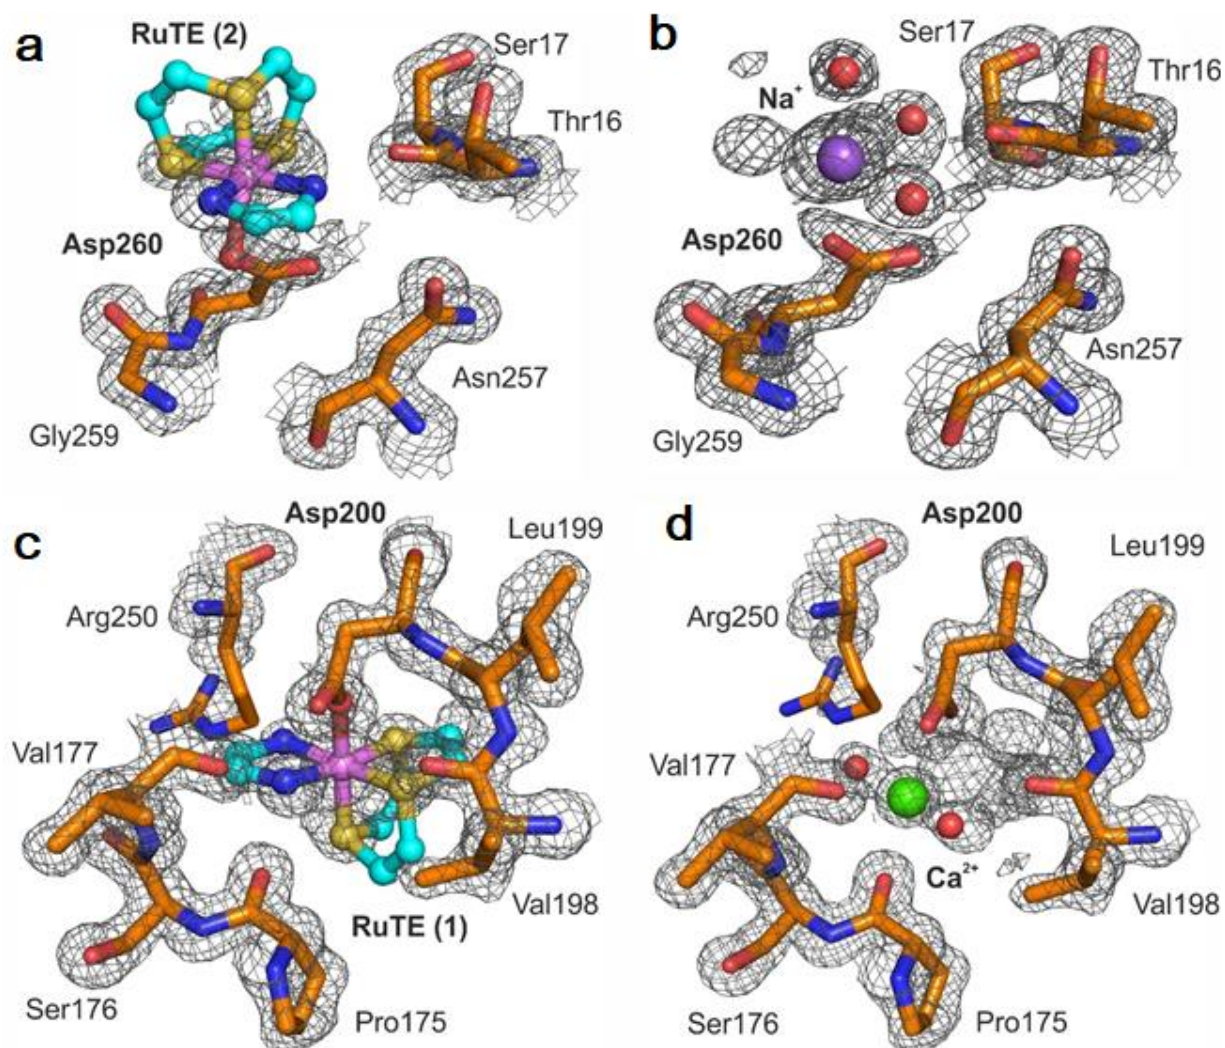 a
RuTE (2)
Ser17
Thr16
Asp260
Asn257
Gly259
b
Ser17
Thr16
Na⁺
Asp260
Asn257
Gly259
c
Asp200
Leu199
Arg250
Val177
Val198
RuTE (1)
Ser176
Pro175
d
Asp200
Leu199
Arg250
Val177
Ca²⁺
Val198
Ser176
Pro175